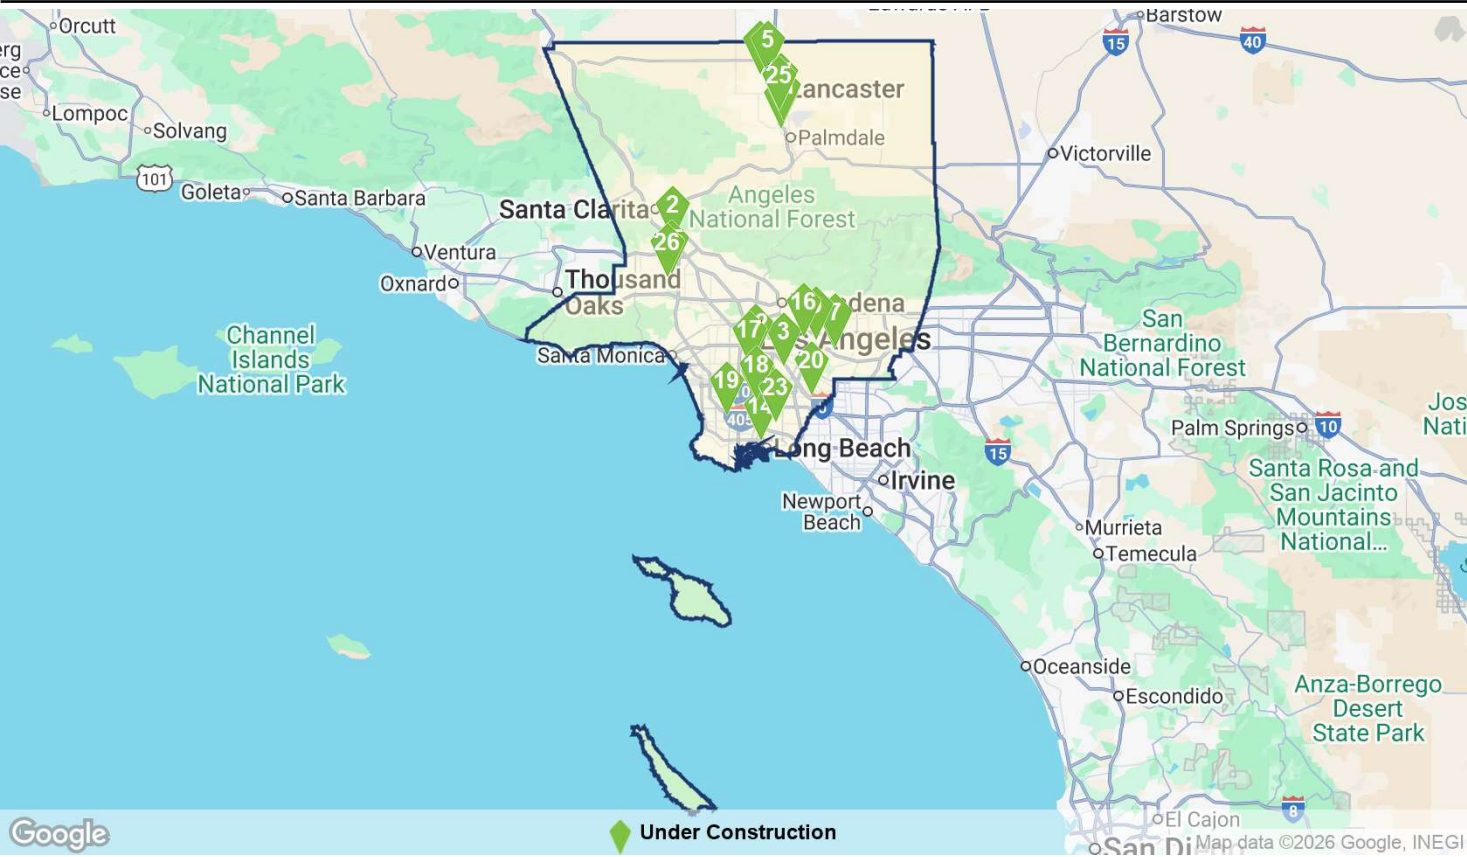 Orcutt
Barstow
15
40
5
25
Lancaster
Lompoc
Solvang
Palmdale
Victorville
101
Goleta
Santa Barbara
Santa Clarita
2
Angeles
National Forest
26
Ventura
Oxnard
Thousand
Oaks
16
7
dena
17
3
Los Angeles
Channel
Islands
National Park
Santa Monica
18
20
19
23
14
405
San
Bernardino
National Forest
Palm Springs
10
15
Long Beach
Irvine
Newport
Beach
Santa Rosa and
San Jacinto
Mountains
National...
Murrieta
Temecula
Oceanside
Escondido
Anza-Borrego
Desert
State Park
8
El Cajon
Google
Under Construction
Map data ©2026 Google, INEGI